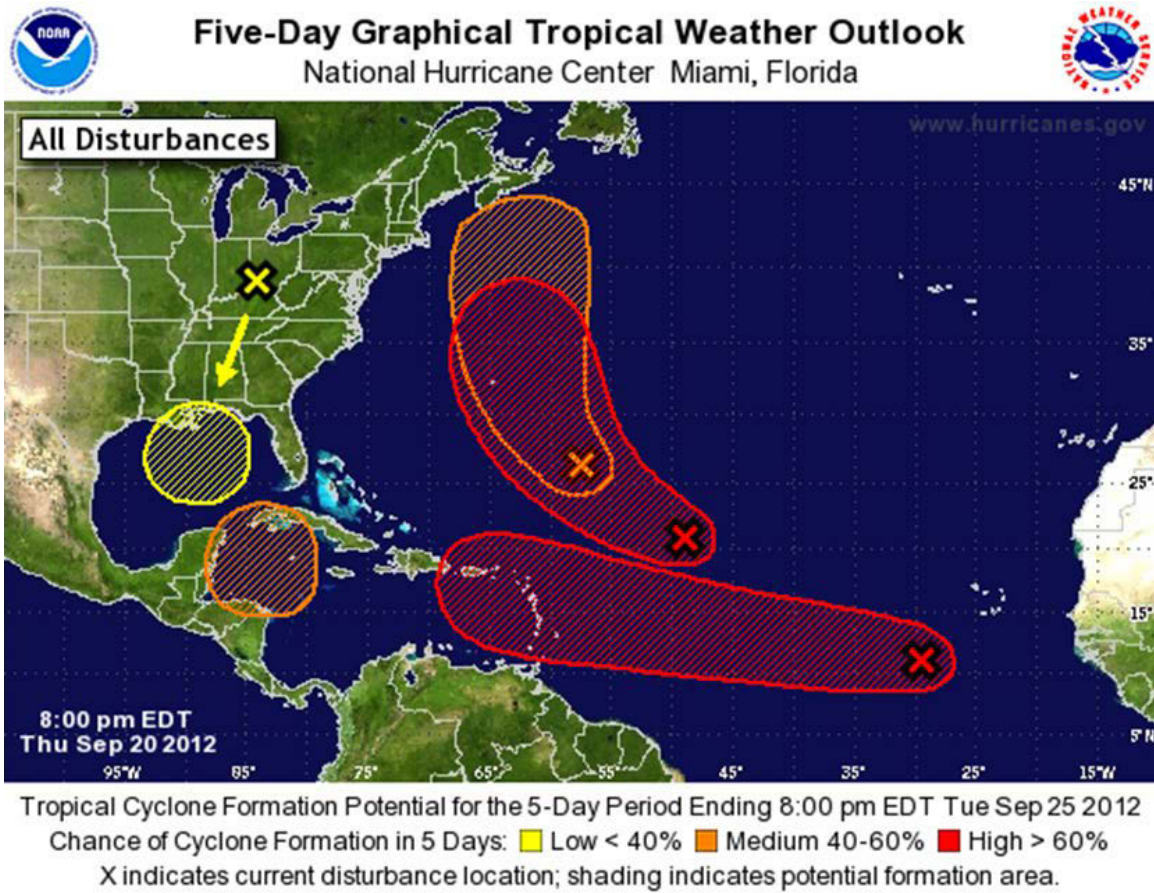 NOAA
Five-Day Graphical Tropical Weather Outlook
National Hurricane Center Miami, Florida
NATIONAL WEATHER SERVICE
All Disturbances
www.hurricanes.gov
45°N
35°
25°
15°
5°N
8:00 pm EDT
Thu Sep 20 2012
95°W 85° 75° 65° 55° 45° 35° 25° 15°W
Tropical Cyclone Formation Potential for the 5-Day Period Ending 8:00 pm EDT Tue Sep 25 2012
Chance of Cyclone Formation in 5 Days: Low < 40% Medium 40-60% High > 60%
X indicates current disturbance location; shading indicates potential formation area.